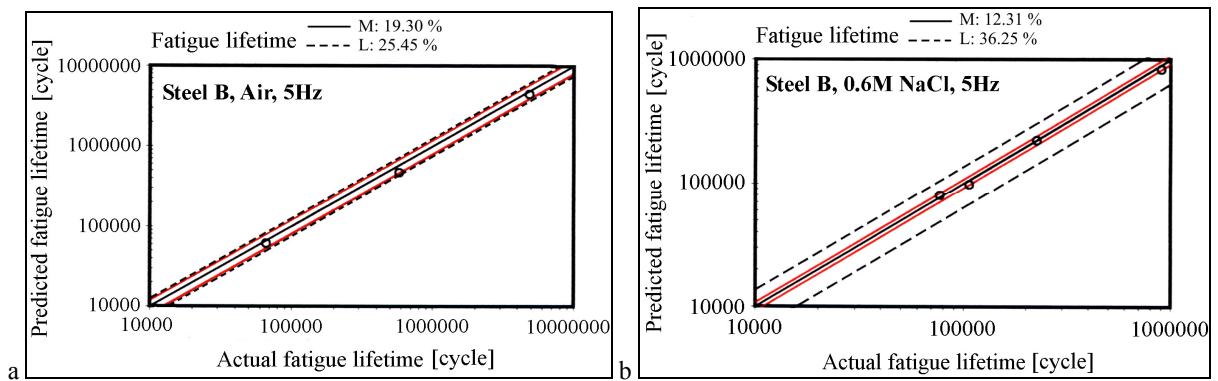 a
Fatigue lifetime
M: 19.30 %
L: 25.45 %
Predicted fatigue lifetime [cycle]
10000000
1000000
100000
10000
Steel B, Air, 5Hz
10000 100000 1000000 10000000
Actual fatigue lifetime [cycle]
b
Fatigue lifetime
M: 12.31 %
L: 36.25 %
Predicted fatigue lifetime [cycle]
1000000
100000
10000
Steel B, 0.6M NaCl, 5Hz
10000 100000 1000000
Actual fatigue lifetime [cycle]